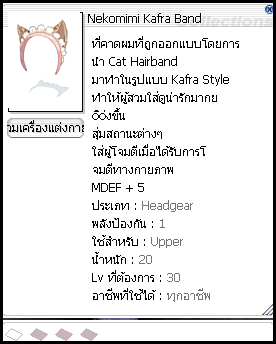 Nekomimi Kafra Band
ที่คาดผมที่ถูกออกแบบโดยการ
นำ Cat Hairband
มาทำในรูปแบบ Kafra Style
ทำให้ผู้สวมใส่ดูน่ารักมากย
สุ่มสถานะต่างๆ
ใส่ผู้โจมตีเมื่อได้รับการโ
จมตีทางกายภาพ
MDEF + 5
ประเภท : Headgear
พลังป้องกัน : 1
ใช้สำหรับ : Upper
น้ำหนัก : 20
Lv ที่ต้องการ : 30
อาชีพที่ใช้ได้ : ทุกอาชีพ
วมเครื่องแต่งกาย